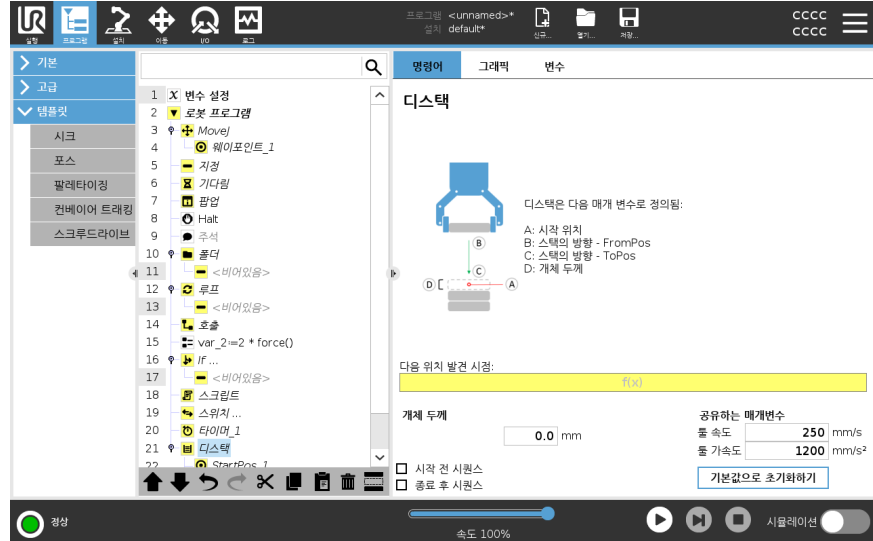 UR
프로그램 <unnamed>*
설치 default*
CCCC
CCCC
실행
프로그램
설치
이동
I/O
로그
신규...
열기...
저장...
기본
고급
템플릿
시크
포스
팔레타이징
컨베이어 트래킹
스크루드라이브
1 X 변수 설정
2 로봇 프로그램
3 MoveJ
4 웨이포인트_1
5 지정
6 기다림
7 팝업
8 Halt
9 주석
10 폴더
11 <비어있음>
12 루프
13 <비어있음>
14 호출
15 var_2≔2 * force()
16 If ...
17 <비어있음>
18 스크립트
19 스위치 ...
20 타이머_1
21 디스택
22 StartPos_1
명령어 그래픽 변수
디스택
B
C
D
A
디스택은 다음 매개 변수로 정의됨:
A: 시작 위치
B: 스택의 방향 - FromPos
C: 스택의 방향 - ToPos
D: 개체 두께
다음 위치 발견 시점:
f(x)
개체 두께
0.0 mm
시작 전 시퀀스
종료 후 시퀀스
공유하는 매개변수
툴 속도 250 mm/s
툴 가속도 1200 mm/s²
기본값으로 초기화하기
정상
속도 100%
시뮬레이션